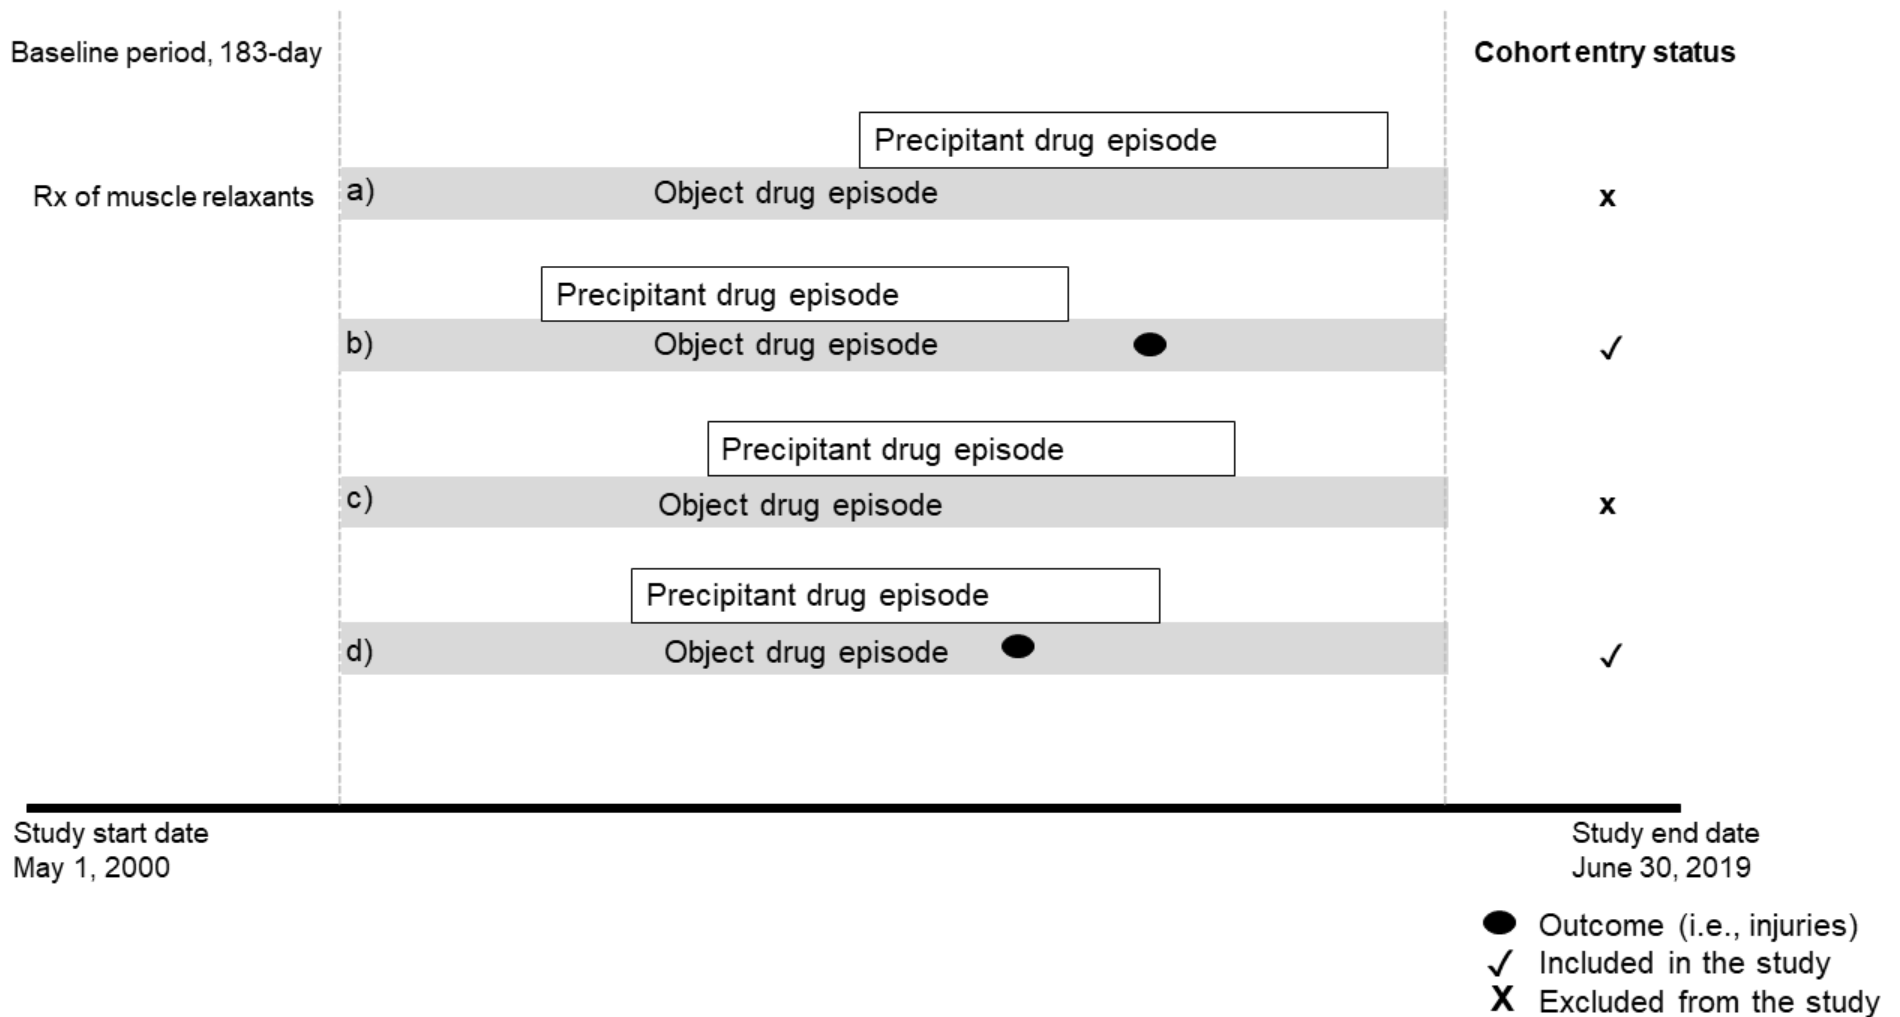 Baseline period, 183-day
Cohort entry status
Precipitant drug episode
Rx of muscle relaxants
a)
Object drug episode
x
Precipitant drug episode
b)
Object drug episode
✓
Precipitant drug episode
c)
Object drug episode
x
Precipitant drug episode
d)
Object drug episode
✓
Study start date
May 1, 2000
Study end date
June 30, 2019
Outcome (i.e., injuries)
✓ Included in the study
X Excluded from the study